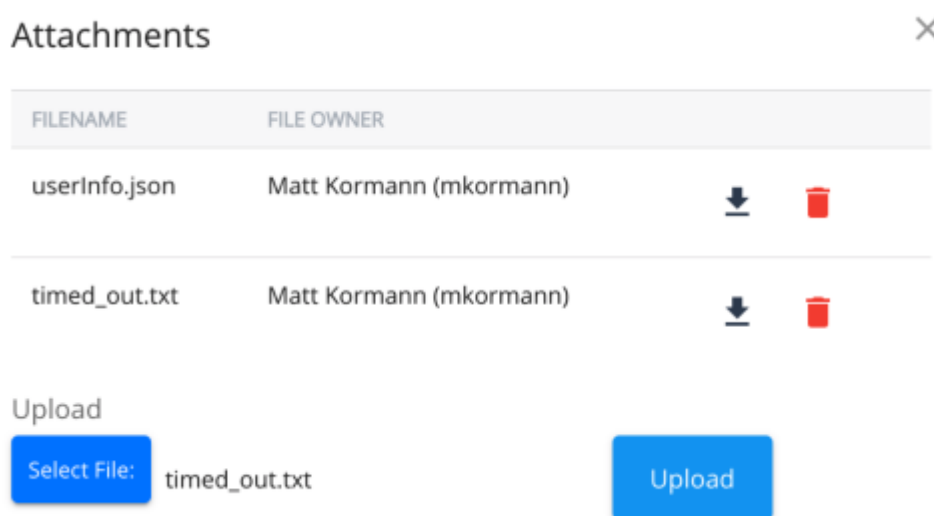 Attachments
FILENAME FILE OWNER
userInfo.json Matt Kormann (mkormann)
timed_out.txt Matt Kormann (mkormann)
Upload
Select File: timed_out.txt Upload